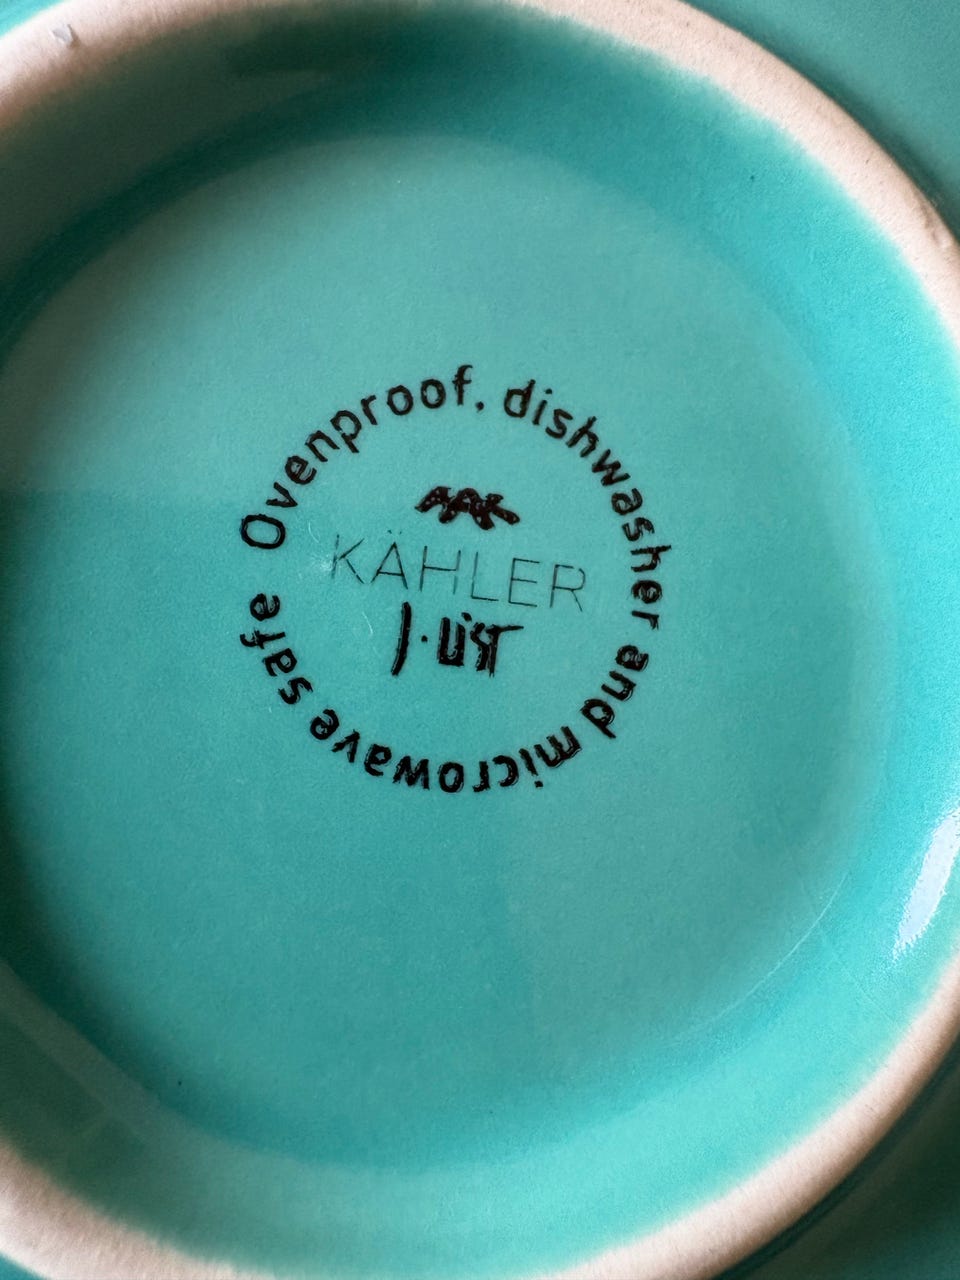 Ovenproof, dishwasher and microwave safe
KÄHLER